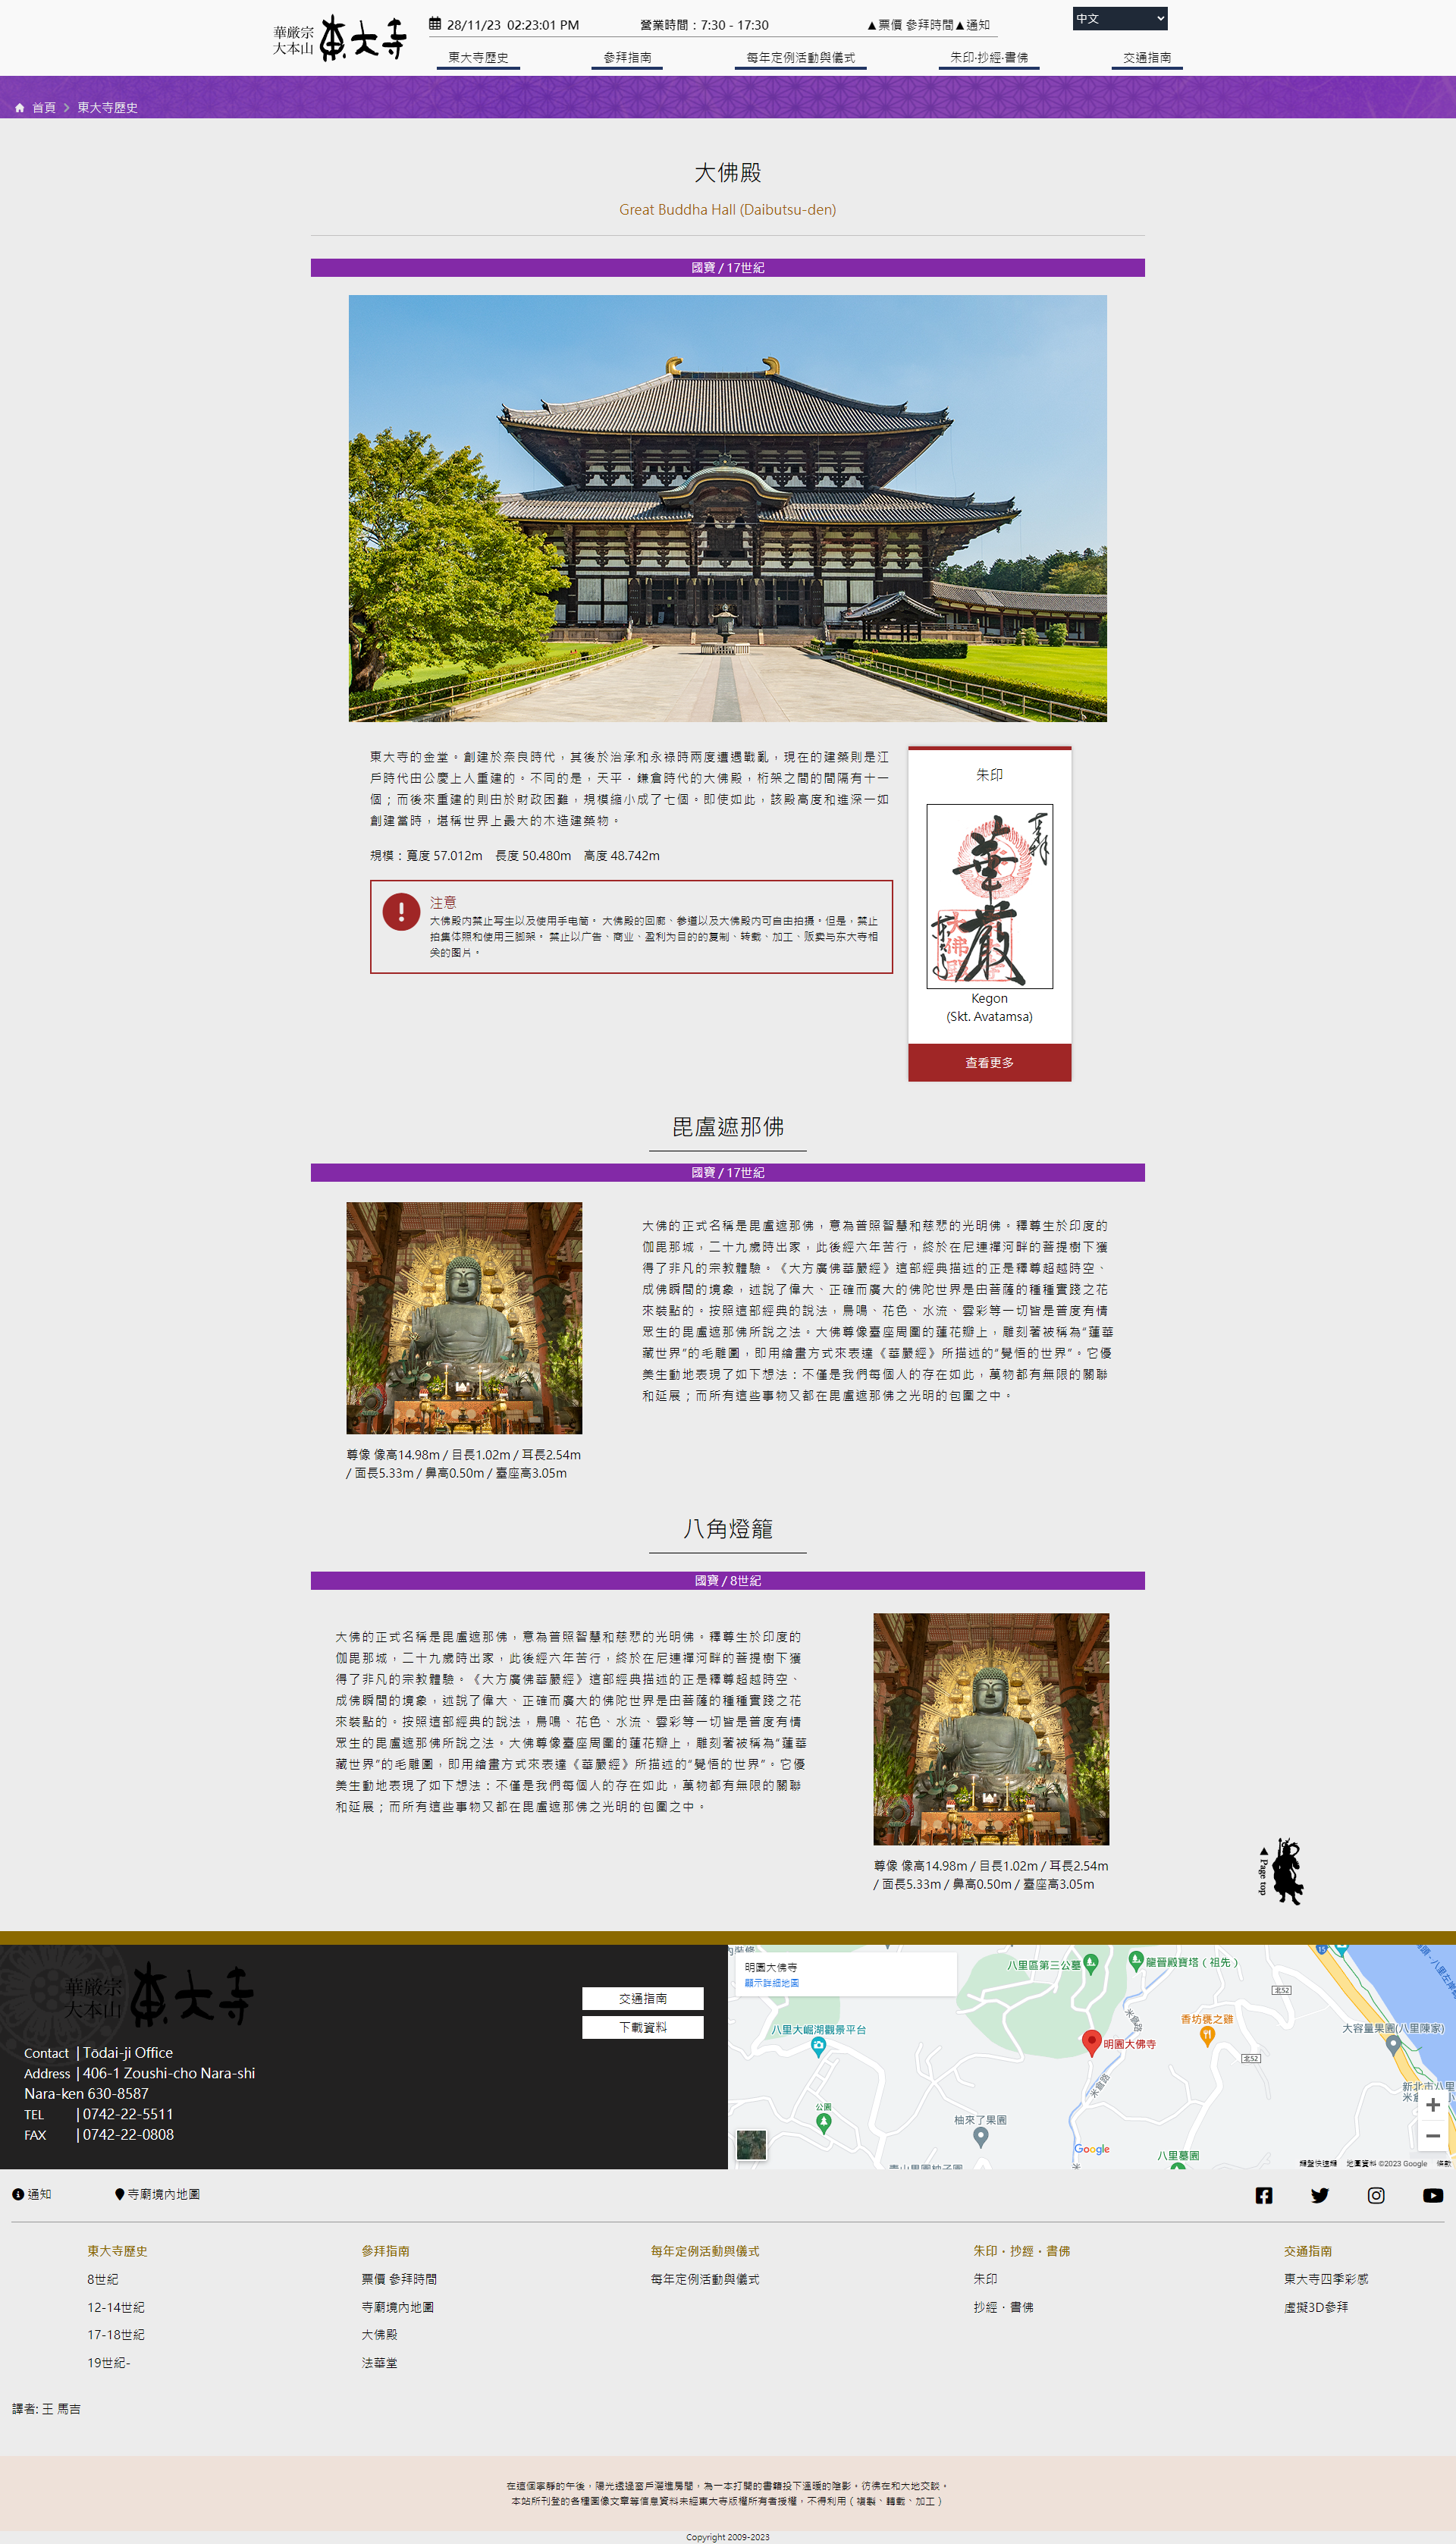 華厳宗
大本山
東大寺
28/11/23 02:23:01 PM
營業時間：7:30 - 17:30
▲票價 參拜時間▲通知
中文
東大寺歷史
參拜指南
每年定例活動與儀式
朱印·抄經·書佛
交通指南
首頁
東大寺歷史
大佛殿
Great Buddha Hall (Daibutsu-den)
國寶 / 17世紀
東大寺的金堂。創建於奈良時代，其後於治承和永祿時兩度遭遇戰亂，現在的建築則是江
戶時代由公慶上人重建的。不同的是，天平・鎌倉時代的大佛殿，桁架之間的間隔有十一
個；而後來重建的則由於財政困難，規模縮小成了七個。即使如此，該殿高度和進深一如
創建當時，堪稱世界上最大的木造建築物。
規模：寬度 57.012m 長度 50.480m 高度 48.742m
注意
大佛殿内禁止写生以及使用手电筒。 大佛殿的回廊、参道以及大佛殿内可自由拍摄。但是，禁止
拍集体照和使用三脚架。 禁止以广告、商业、盈利为目的的复制、转载、加工、贩卖与东大寺相
关的图片。
朱印
奉拜
華嚴
大佛殿
東大寺
Kegon
(Skt. Avatamsa)
查看更多
毘盧遮那佛
國寶 / 17世紀
大佛的正式名稱是毘盧遮那佛，意為普照智慧和慈悲的光明佛。釋尊生於印度的
伽毘那城，二十九歲時出家，此後經六年苦行，終於在尼連禪河畔的菩提樹下獲
得了非凡的宗教體驗。《大方廣佛華嚴經》這部經典描述的正是釋尊超越時空、
成佛瞬間的境象，述說了偉大、正確而廣大的佛陀世界是由菩薩的種種實踐之花
來裝點的。按照這部經典的說法，鳥鳴、花色、水流、雲彩等一切皆是普度有情
眾生的毘盧遮那佛所說之法。大佛尊像臺座周圍的蓮花瓣上，雕刻著被稱為“蓮華
藏世界”的毛雕圖，即用繪畫方式來表達《華嚴經》所描述的“覺悟的世界”。它優
美生動地表現了如下想法：不僅是我們每個人的存在如此，萬物都有無限的關聯
和延展；而所有這些事物又都在毘盧遮那佛之光明的包圍之中。
尊像 像高14.98m / 目長1.02m / 耳長2.54m
/ 面長5.33m / 鼻高0.50m / 臺座高3.05m
八角燈籠
國寶 / 8世紀
大佛的正式名稱是毘盧遮那佛，意為普照智慧和慈悲的光明佛。釋尊生於印度的
伽毘那城，二十九歲時出家，此後經六年苦行，終於在尼連禪河畔的菩提樹下獲
得了非凡的宗教體驗。《大方廣佛華嚴經》這部經典描述的正是釋尊超越時空、
成佛瞬間的境象，述說了偉大、正確而廣大的佛陀世界是由菩薩的種種實踐之花
來裝點的。按照這部經典的說法，鳥鳴、花色、水流、雲彩等一切皆是普度有情
眾生的毘盧遮那佛所說之法。大佛尊像臺座周圍的蓮花瓣上，雕刻著被稱為“蓮華
藏世界”的毛雕圖，即用繪畫方式來表達《華嚴經》所描述的“覺悟的世界”。它優
美生動地表現了如下想法：不僅是我們每個人的存在如此，萬物都有無限的關聯
和延展；而所有這些事物又都在毘盧遮那佛之光明的包圍之中。
尊像 像高14.98m / 目長1.02m / 耳長2.54m
/ 面長5.33m / 鼻高0.50m / 臺座高3.05m
▲Page top
華厳宗
大本山
東大寺
交通指南
下載資料
Contact | Tōdai-ji Office
Address | 406-1 Zoushi-cho Nara-shi
Nara-ken 630-8587
TEL | 0742-22-5511
FAX | 0742-22-0808
明圓大佛寺
顯示詳細地圖
八里區第三公墓
龍晉殿寶塔（祖先）
15
北52
米倉路
香坊甕之雞
大容量果園(八里陳家)
八里大崛湖觀景平台
明圓大佛寺
北52
米倉路
新北市八里
公園
柚來了果園
Google
八里墓園
鍵盤快速鍵
地圖資料 ©2023 Google
條款
通知
寺廟境內地圖
東大寺歷史
8世紀
12-14世紀
17-18世紀
19世紀-
參拜指南
票價 參拜時間
寺廟境內地圖
大佛殿
法華堂
每年定例活動與儀式
每年定例活動與儀式
朱印・抄經・書佛
朱印
抄經・書佛
交通指南
東大寺四季彩感
虛擬3D參拜
譯者: 王 馬吉
在這個寧靜的午後，陽光透過窗戶灑進房間，為一本打開的書籍投下溫暖的陰影。彷彿在和大地交談。
本站所刊登的各種圖像文章等信息資料未經東大寺版權所有者授權，不得利用（複製、轉載、加工）
Copyright 2009-2023